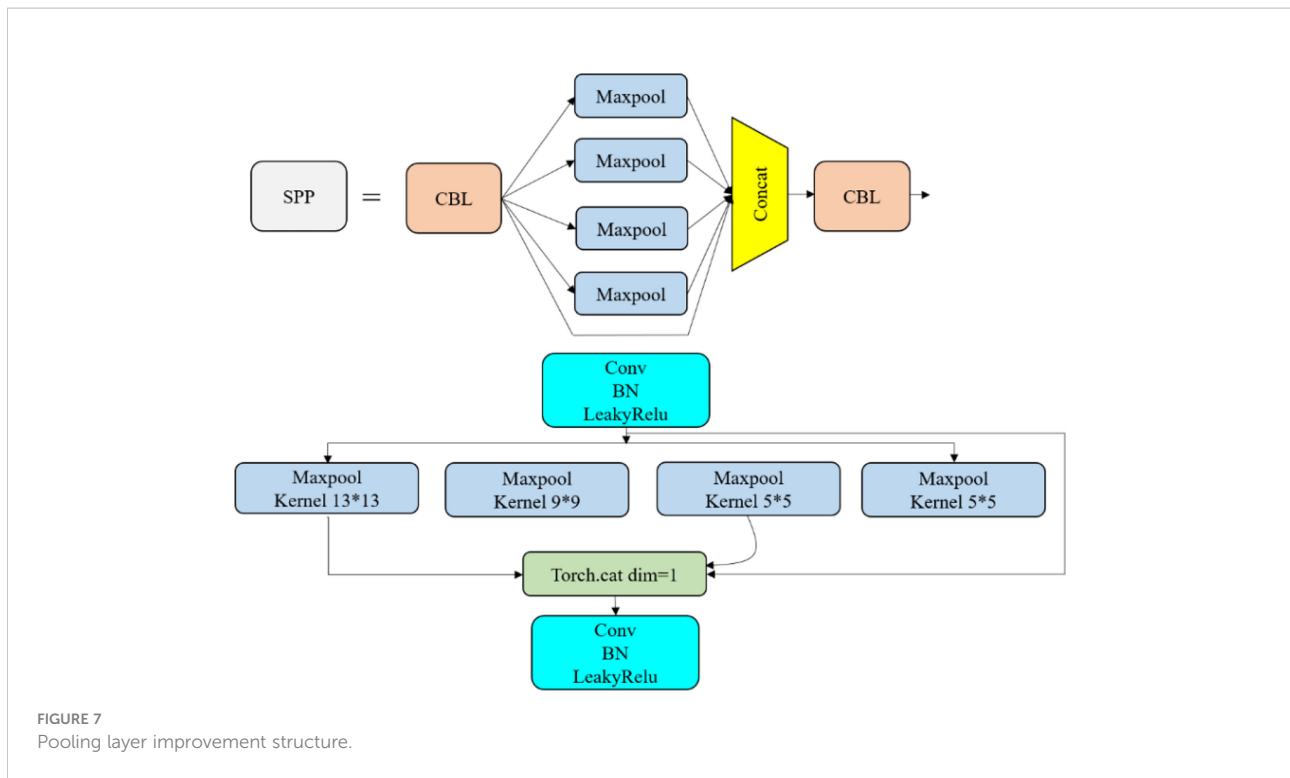 Maxpool
Maxpool
SPP
=
CBL
Concat
CBL
Maxpool
Maxpool
Conv
BN
LeakyRelu
Maxpool
Kernel 13*13
Maxpool
Kernel 9*9
Maxpool
Kernel 5*5
Maxpool
Kernel 5*5
Torch.cat dim=1
Conv
BN
LeakyRelu
FIGURE 7
Pooling layer improvement structure.